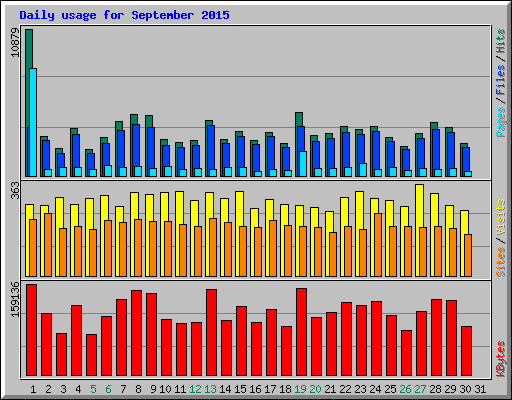 Daily usage for September 2015
10879
Pages / Files / Hits
363
Sites / Visits
159136
KBytes
1 2 3 4 5 6 7 8 9 10 11 12 13 14 15 16 17 18 19 20 21 22 23 24 25 26 27 28 29 30 31